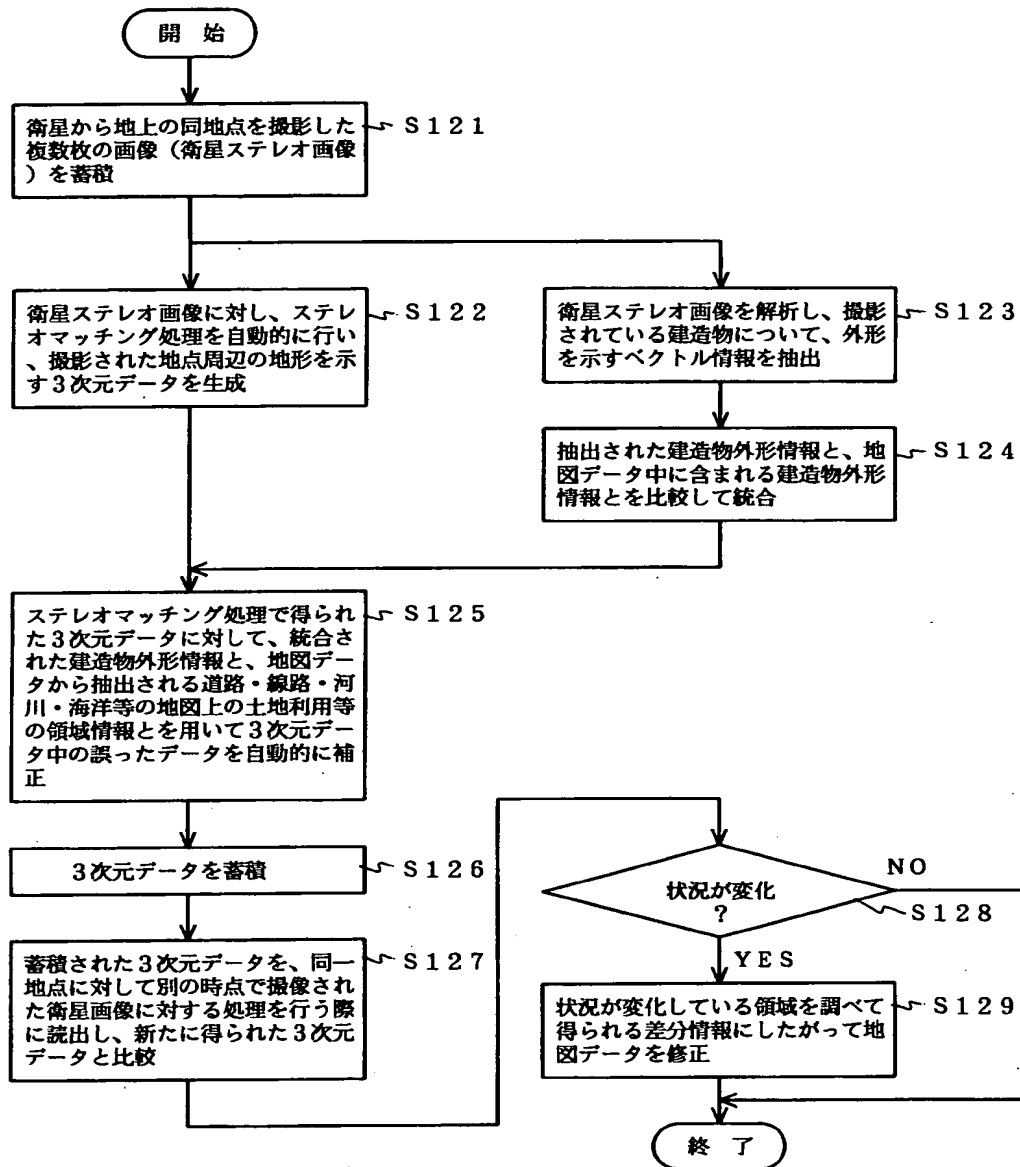 開 始
衛星から地上の同地点を撮影した
複数枚の画像（衛星ステレオ画像
）を蓄積
S121
衛星ステレオ画像に対し、ステレ
オマッチング処理を自動的に行い
、撮影された地点周辺の地形を示
す3次元データを生成
S122
衛星ステレオ画像を解析し、撮影
されている建造物について、外形
を示すベクトル情報を抽出
S123
抽出された建造物外形情報と、地
図データ中に含まれる建造物外形
情報とを比較して統合
S124
ステレオマッチング処理で得られ
た3次元データに対して、統合さ
れた建造物外形情報と、地図デー
タから抽出される道路・線路・河
川・海洋等の地図上の土地利用等
の領域情報とを用いて3次元デー
タ中の誤ったデータを自動的に補
正
S125
3次元データを蓄積
S126
蓄積された3次元データを、同一
地点に対して別の時点で撮像され
た衛星画像に対する処理を行う際
に読出し、新たに得られた3次元
データと比較
S127
状況が変化
?
NO
S128
YES
状況が変化している領域を調べて
得られる差分情報にしたがって地
図データを修正
S129
終 了